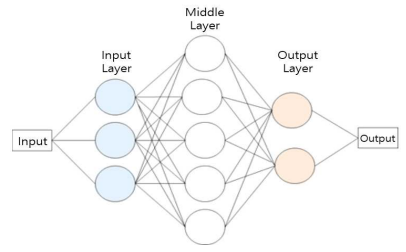 Middle
Layer
Input
Layer
Output
Layer
Input
Output